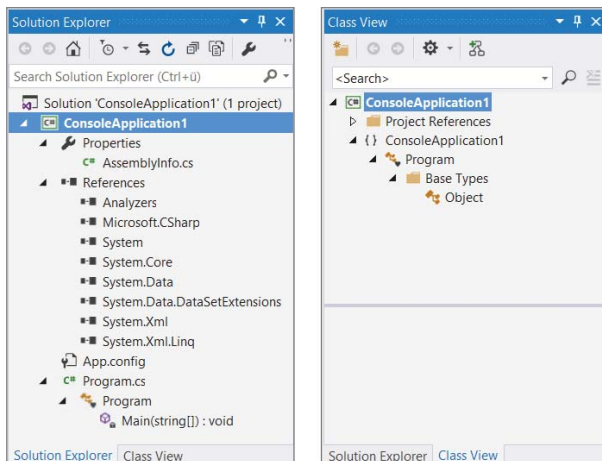 Solution Explorer
Search Solution Explorer (Ctrl+ü)
Solution 'ConsoleApplication1' (1 project)
C# ConsoleApplication1
Properties
C# AssemblyInfo.cs
References
Analyzers
Microsoft.CSharp
System
System.Core
System.Data
System.Data.DataSetExtensions
System.Xml
System.Xml.Linq
App.config
C# Program.cs
Program
Main(string[]) : void
Solution Explorer Class View
Class View
<Search>
C# ConsoleApplication1
Project References
{} ConsoleApplication1
Program
Base Types
Object
Solution Explorer Class View